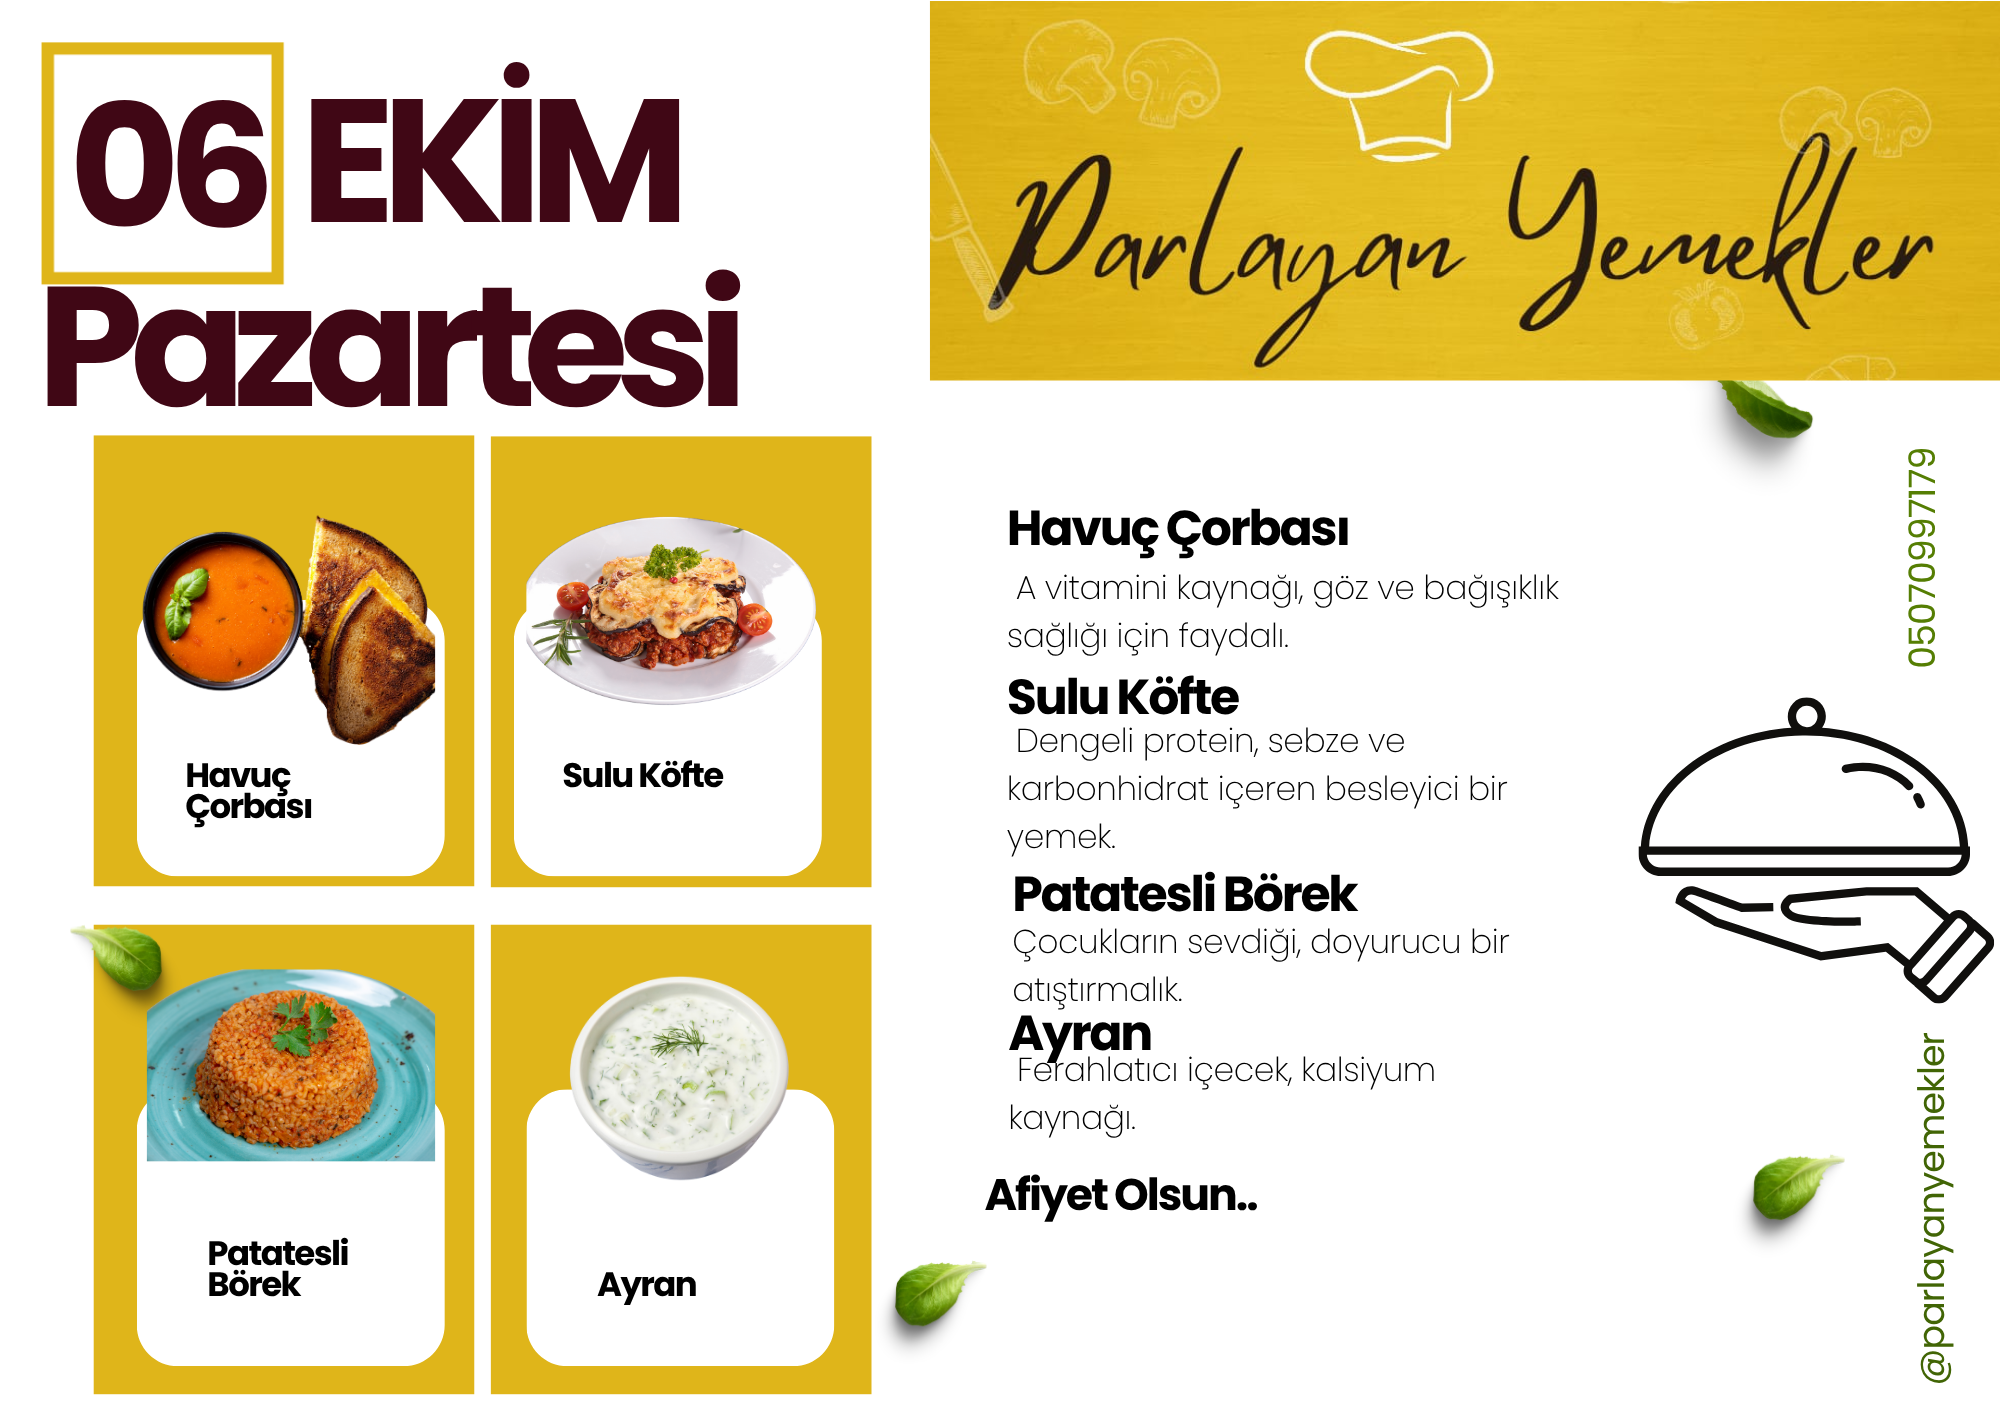 06 EKİM
Pazartesi
Parlayan Yemekler
Havuç
Çorbası
Sulu Köfte
Patatesli
Börek
Ayran
Havuç Çorbası
A vitamini kaynağı, göz ve bağışıklık
sağlığı için faydalı.
Sulu Köfte
Dengeli protein, sebze ve
karbonhidrat içeren besleyici bir
yemek.
Patatesli Börek
Çocukların sevdiği, doyurucu bir
atıştırmalık.
Ayran
Ferahlatıcı içecek, kalsiyum
kaynağı.
Afiyet Olsun..
05070997179
@parlayanyemekler